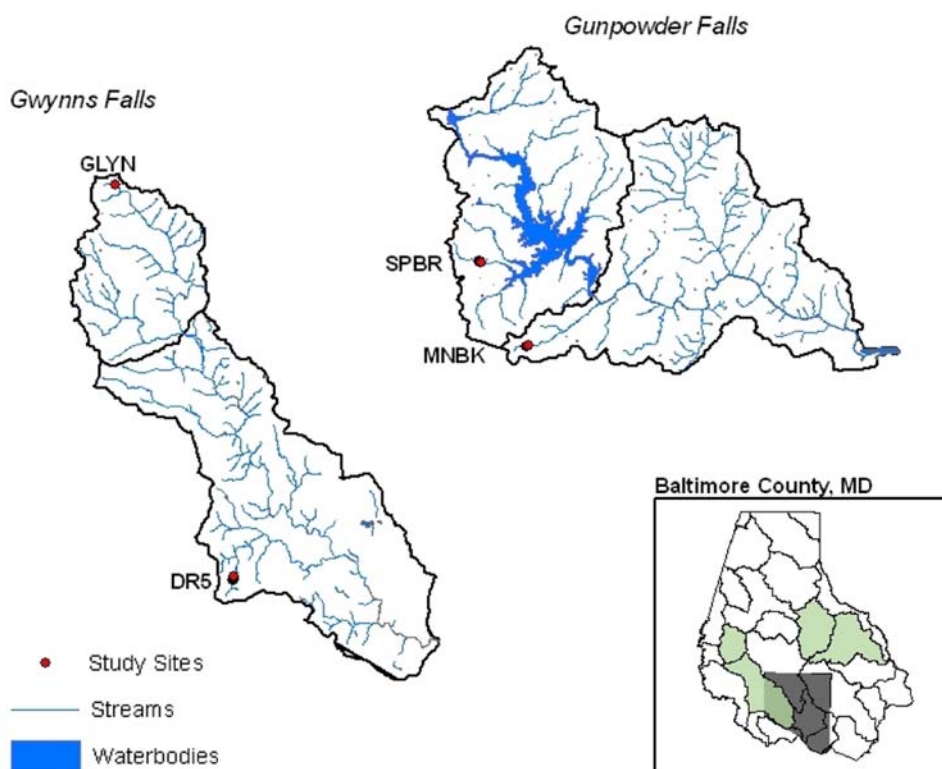 Gunpowder Falls
Gwynns Falls
GLYN
SPBR
MNBK
DR5
Baltimore County, MD
Study Sites
Streams
Waterbodies